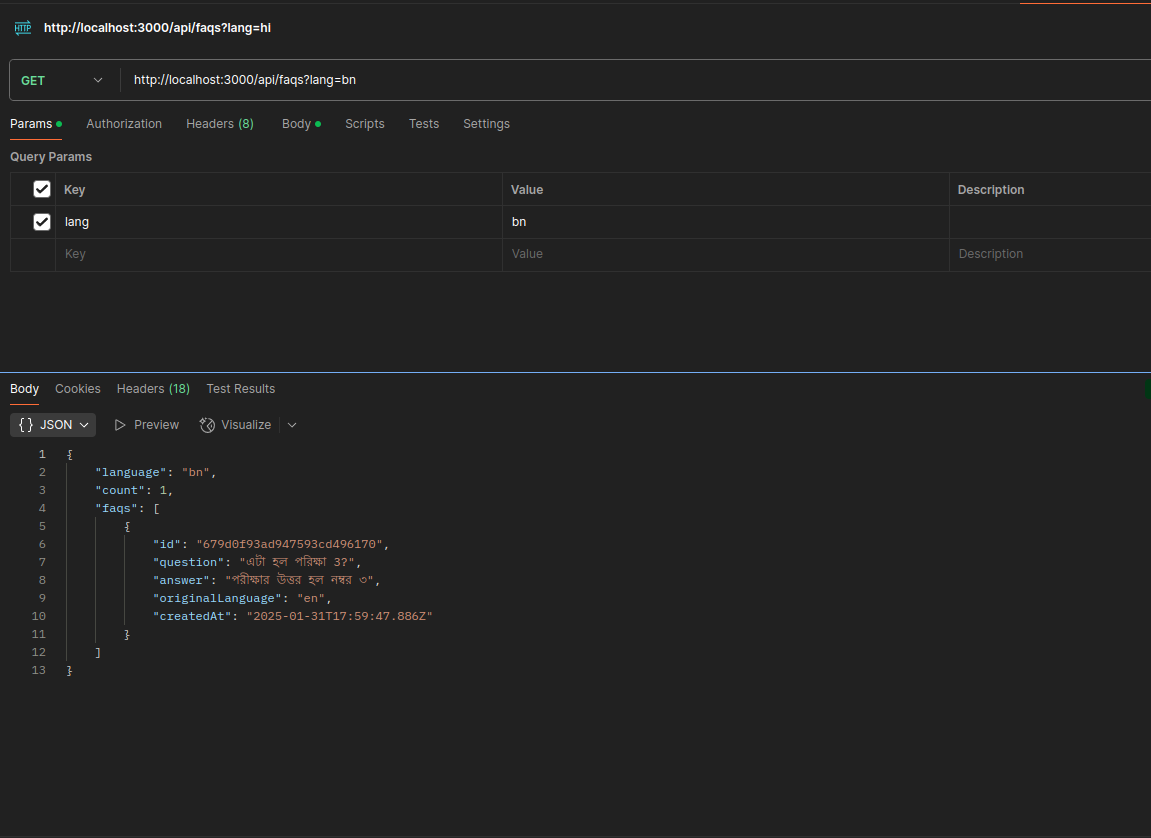 HTTP http://localhost:3000/api/faqs?lang=hi
GET http://localhost:3000/api/faqs?lang=bn
Params Authorization Headers (8) Body Scripts Tests Settings
Query Params
Key Value Description
lang bn
Key Value Description
Body Cookies Headers (18) Test Results
{} JSON Preview Visualize
1 {
2 "language": "bn",
3 "count": 1,
4 "faqs": [
5 {
6 "id": "679d0f93ad947593cd496170",
7 "question": "এটা হল পরিক্ষা 3?",
8 "answer": "পরীক্ষার উত্তর হল নম্বর ৩",
9 "originalLanguage": "en",
10 "createdAt": "2025-01-31T17:59:47.886Z"
11 }
12 ]
13 }